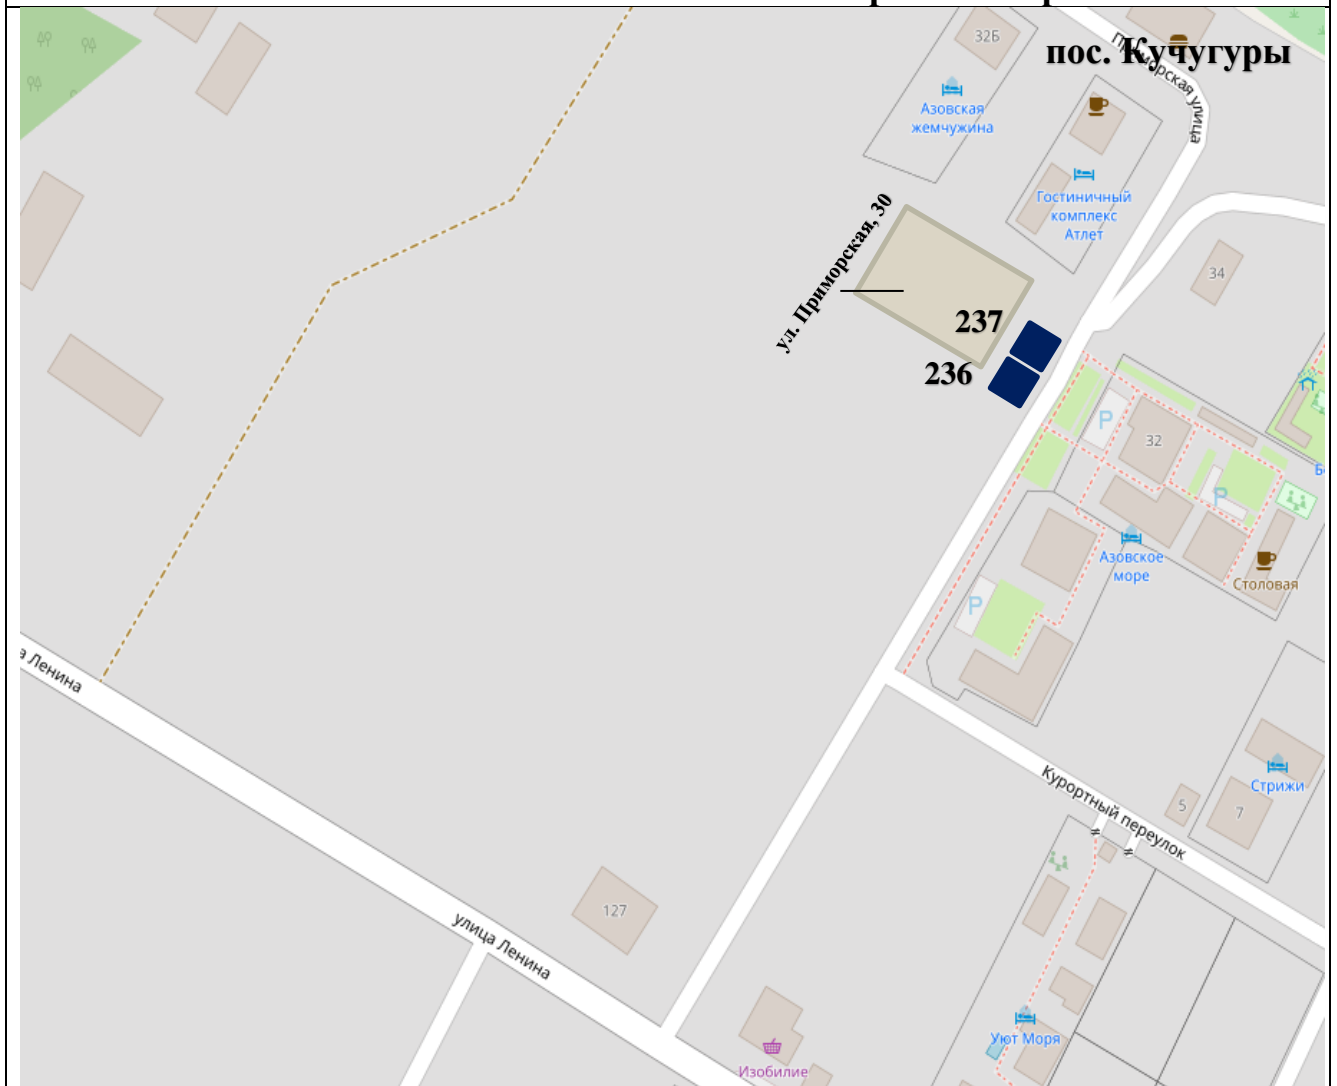 32Б
пос. Кучугуры
Приморская улица
Азовская
жемчужина
Гостиничный
комплекс
Атлет
ул. Приморская, 30
34
237
236
P
32
P
Азовское
море
Столовая
P
а Ленина
Курортный переулок
Стрижи
5
7
127
улица Ленина
Уют Моря
Изобилие